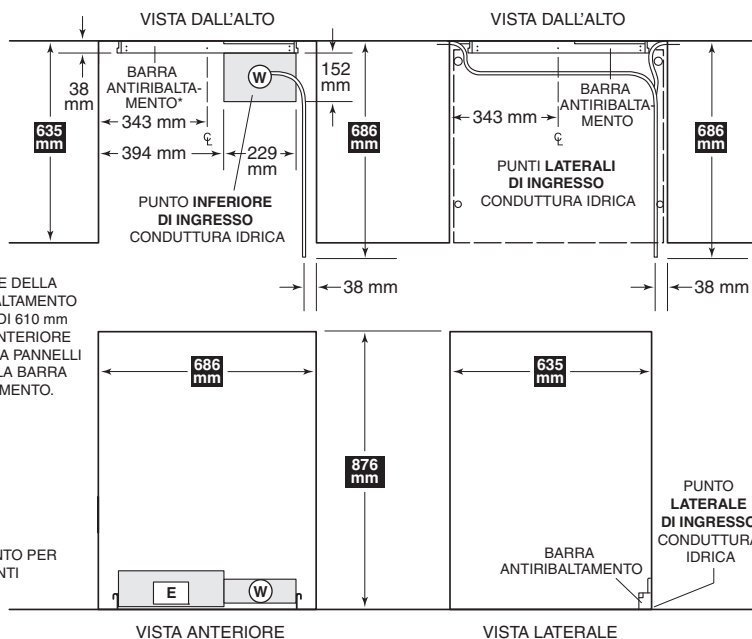 VISTA DALL'ALTO
VISTA DALL'ALTO
38
mm
BARRA
ANTIRIBALTA-
MENTO*
W
152
mm
635
mm
343 mm
℄
394 mm
229
mm
686
mm
PUNTO INFERIORE
DI INGRESSO
CONDUTTURA IDRICA
38 mm
BARRA
ANTIRIBALTA-
MENTO
343 mm
℄
686
mm
PUNTI LATERALI
DI INGRESSO
CONDUTTURA IDRICA
38 mm
E DELLA
ALTAMENTO
DI 610 mm
NTERIORE
A PANNELLI
LA BARRA
MENTO.
NTO PER
NTI
686
mm
876
mm
E
W
VISTA ANTERIORE
635
mm
BARRA
ANTIRIBALTAMENTO
PUNTO
LATERALE
DI INGRESSO
CONDUTTURA
IDRICA
VISTA LATERALE